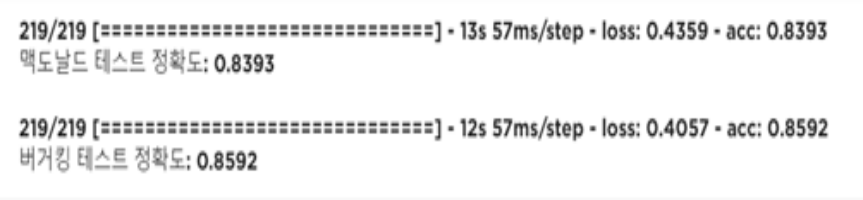 219/219 [==============================] - 13s 57ms/step - loss: 0.4359 - acc: 0.8393
맥도날드 테스트 정확도: 0.8393
219/219 [==============================] - 12s 57ms/step - loss: 0.4057 - acc: 0.8592
버거킹 테스트 정확도: 0.8592